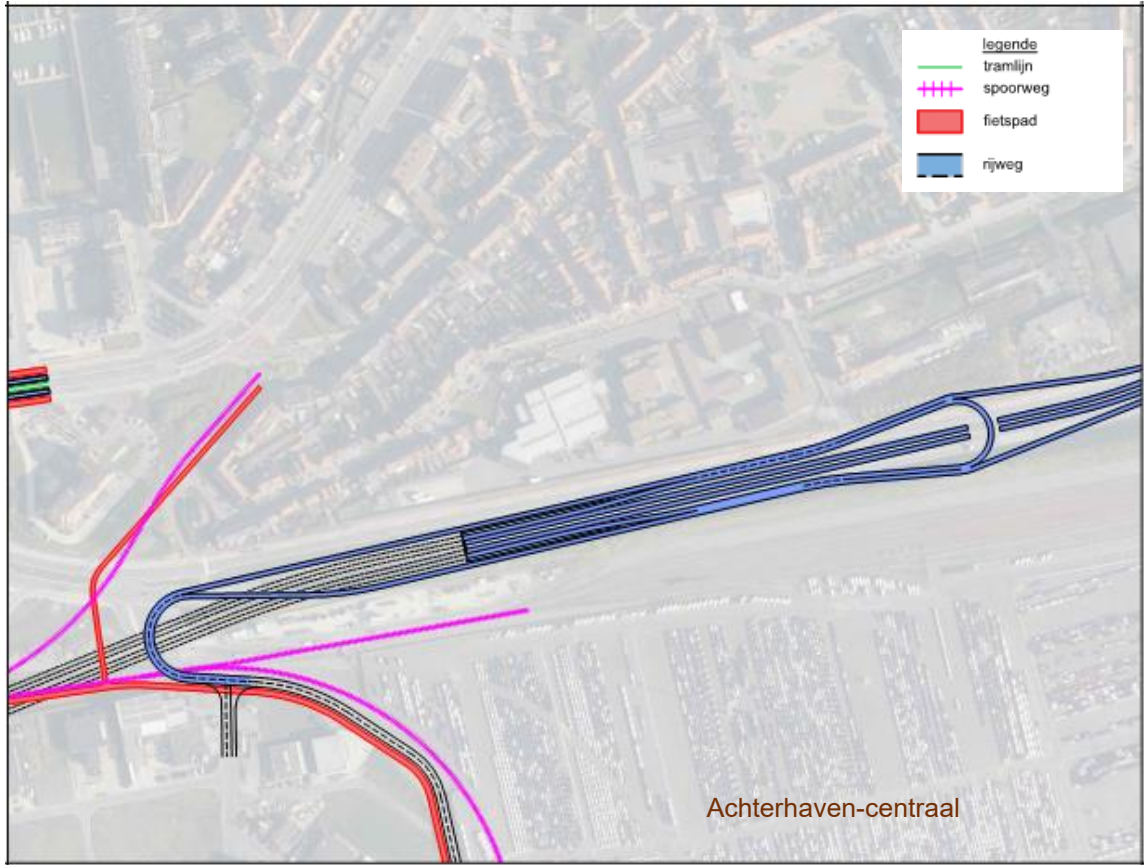 legende
tramlijn
spoorweg
fietspad
rijweg
Achterhaven-centraal